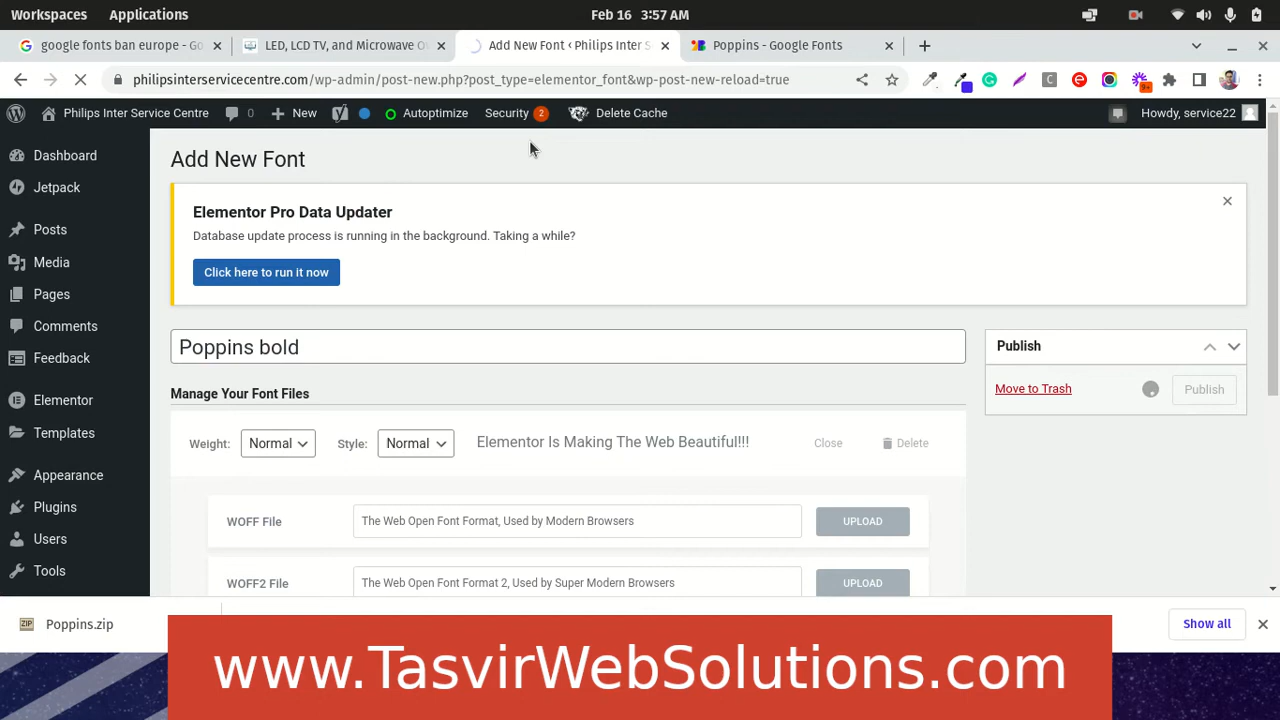 Workspaces Applications Feb 16 3:57 AM
google fonts ban europe - Go LED, LCD TV, and Microwave O Add New Font ‹ Philips Inter S Poppins - Google Fonts
philipsinterservicecentre.com/wp-admin/post-new.php?post_type=elementor_font&wp-post-new-reload=true 9+
Philips Inter Service Centre 0 New Autoptimize Security 2 Delete Cache Howdy, service22
Dashboard
Jetpack
Posts
Media
Pages
Comments
Feedback
Elementor
Templates
Appearance
Plugins
Users
Tools
Add New Font
Elementor Pro Data Updater
Database update process is running in the background. Taking a while?
Click here to run it now
Poppins bold
Publish
Move to Trash Publish
Manage Your Font Files
Weight: Normal Style: Normal Elementor Is Making The Web Beautiful!!! Close Delete
WOFF File The Web Open Font Format, Used by Modern Browsers UPLOAD
WOFF2 File The Web Open Font Format 2, Used by Super Modern Browsers UPLOAD
ZIP Poppins.zip Show all
www.TasvirWebSolutions.com